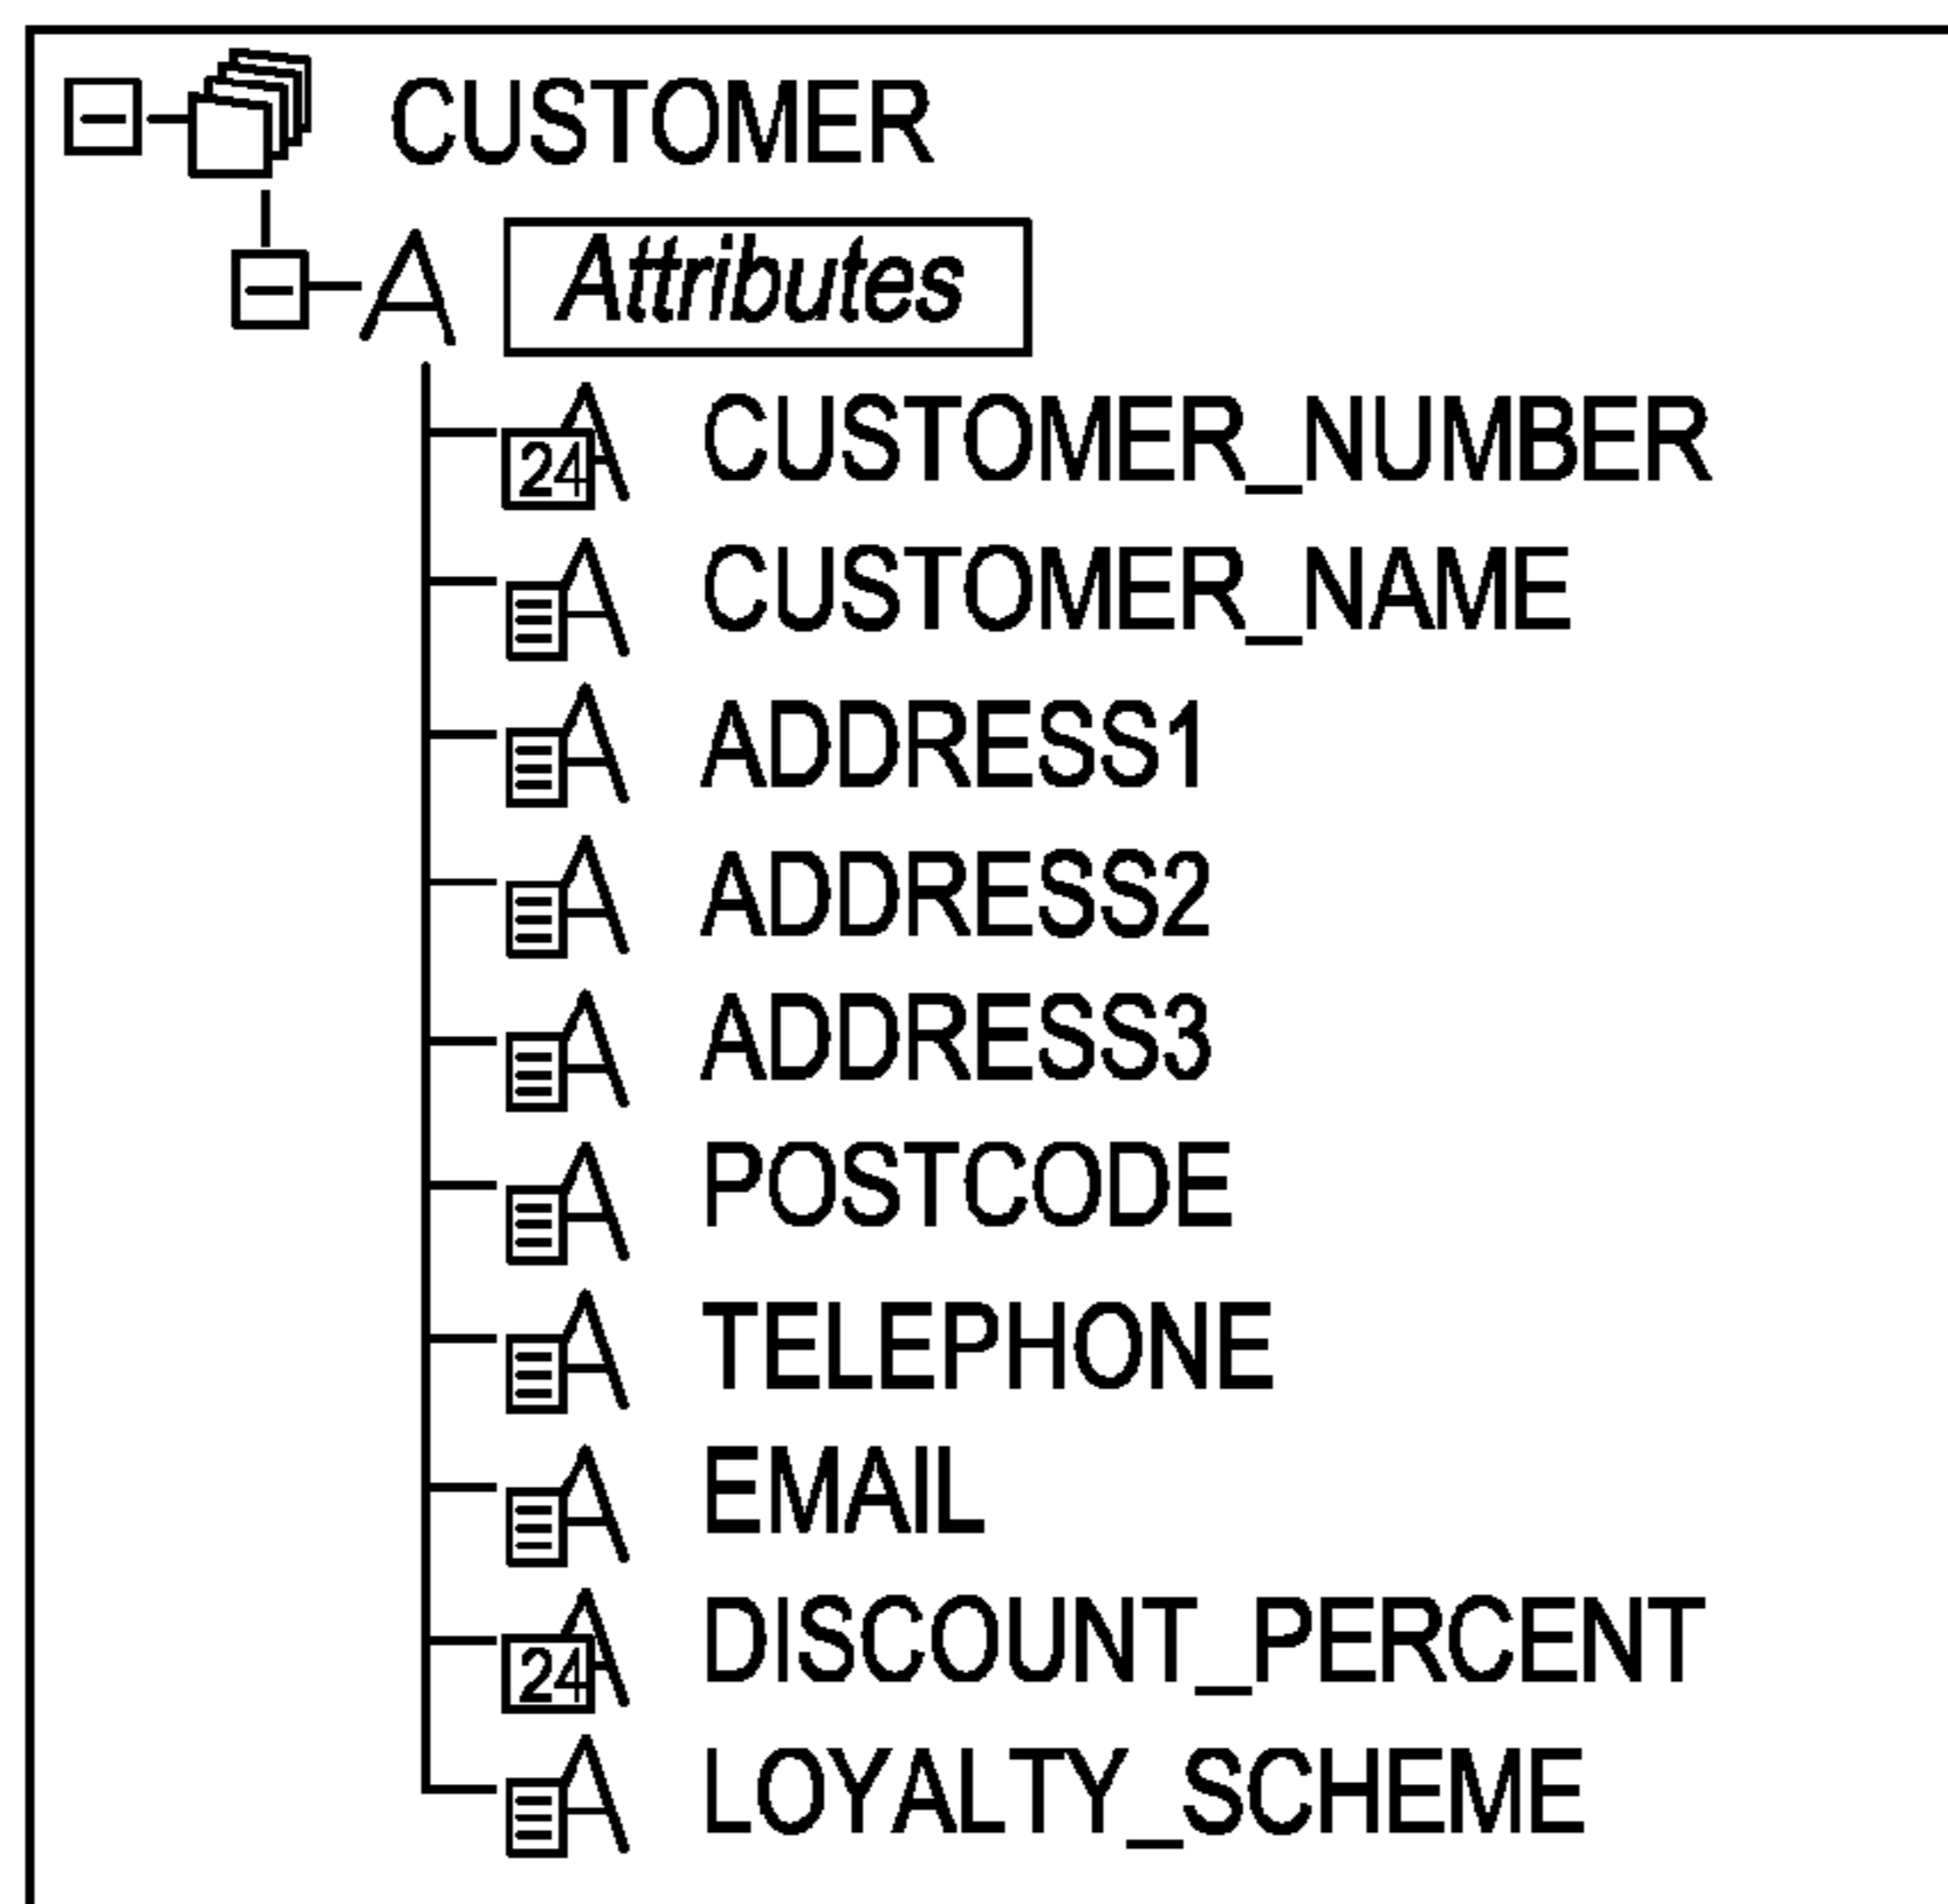 CUSTOMER
Attributes
24 CUSTOMER_NUMBER
CUSTOMER_NAME
ADDRESS1
ADDRESS2
ADDRESS3
POSTCODE
TELEPHONE
EMAIL
24 DISCOUNT_PERCENT
LOYALTY_SCHEME